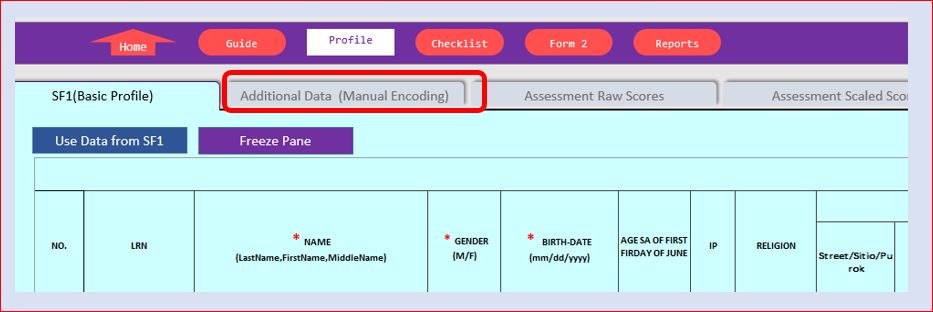 Home
Guide
Profile
Checklist
Form 2
Reports
SF1(Basic Profile)
Additional Data (Manual Encoding)
Assessment Raw Scores
Assessment Scaled Sco
Use Data from SF1
Freeze Pane
NO.
LRN
* NAME
(LastName,FirstName,MiddleName)
* GENDER
(M/F)
* BIRTH-DATE
(mm/dd/yyyy)
AGE SA OF FIRST
FIRDAY OF JUNE
IP
RELIGION
Street/Sitio/Pu
rok